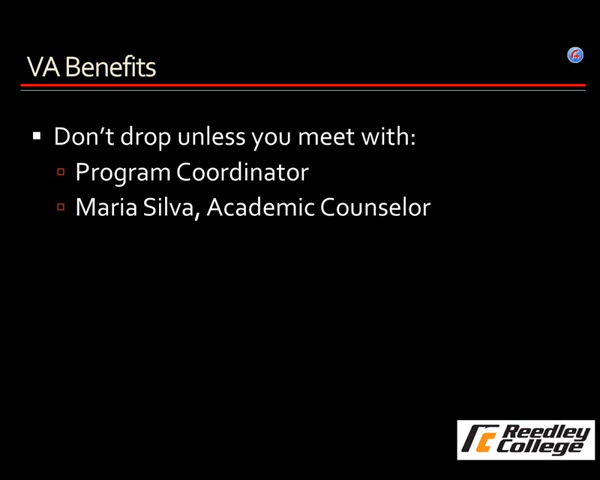 VA Benefits
Don't drop unless you meet with:
Program Coordinator
Maria Silva, Academic Counselor
Reedley
College